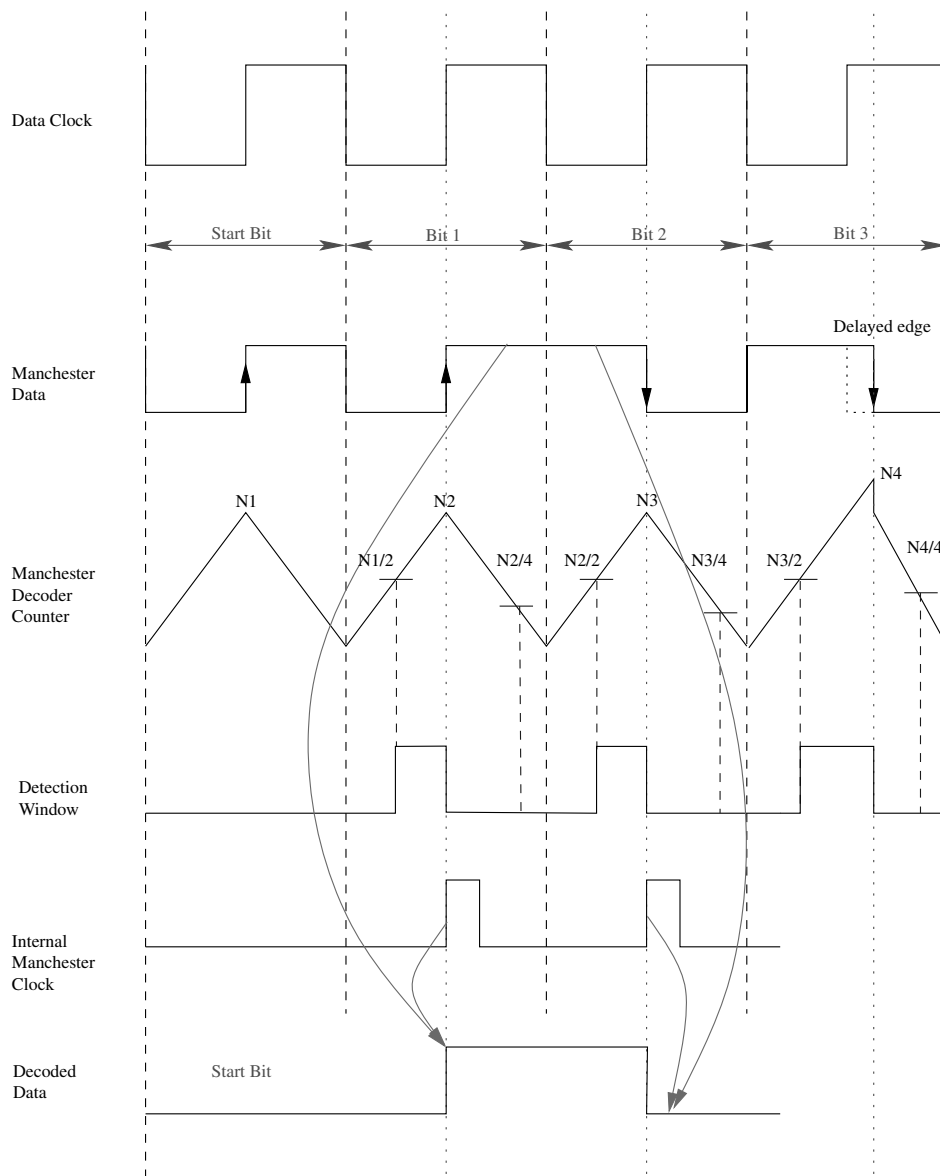 Data Clock
Start Bit
Bit 1
Bit 2
Bit 3
Delayed edge
Manchester
Data
N1
N2
N3
N4
N1/2
N2/4
N2/2
N3/4
N3/2
N4/4
Manchester
Decoder
Counter
Detection
Window
Internal
Manchester
Clock
Decoded
Data
Start Bit